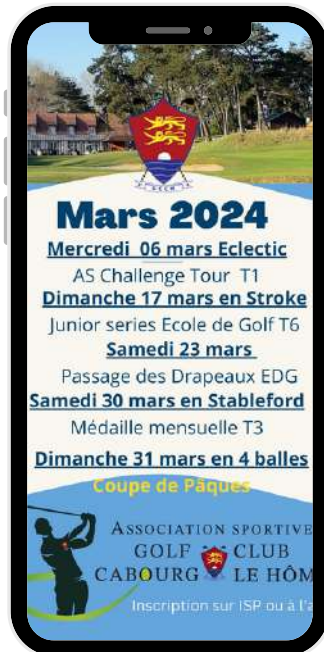 Mars 2024
Mercredi 06 mars Eclectic
AS Challenge Tour T1
Dimanche 17 mars en Stroke
Junior series Ecole de Golf T6
Samedi 23 mars
Passage des Drapeaux EDG
Samedi 30 mars en Stableford
Médaille mensuelle T3
Dimanche 31 mars en 4 balles
Coupe de Pâques
ASSOCIATION SPORTIVE
GOLF CLUB
CABOURG LE HÔM
Inscription sur ISP ou à l'a